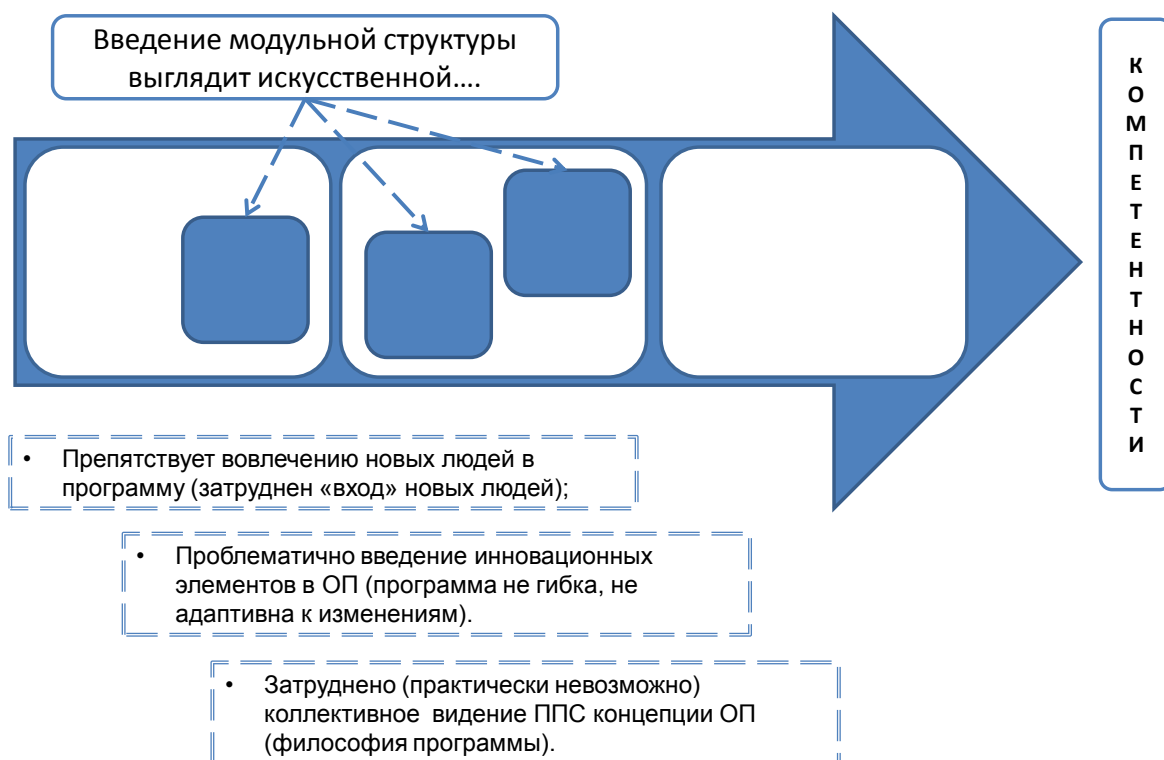 Введение модульной структуры
выглядит искусственной....
КОМПЕТЕНТНОСТИ
• Препятствует вовлечению новых людей в
программу (затруднен «вход» новых людей);
• Проблематично введение инновационных
элементов в ОП (программа не гибка, не
адаптивна к изменениям).
• Затруднено (практически невозможно)
коллективное видение ППС концепции ОП
(философия программы).